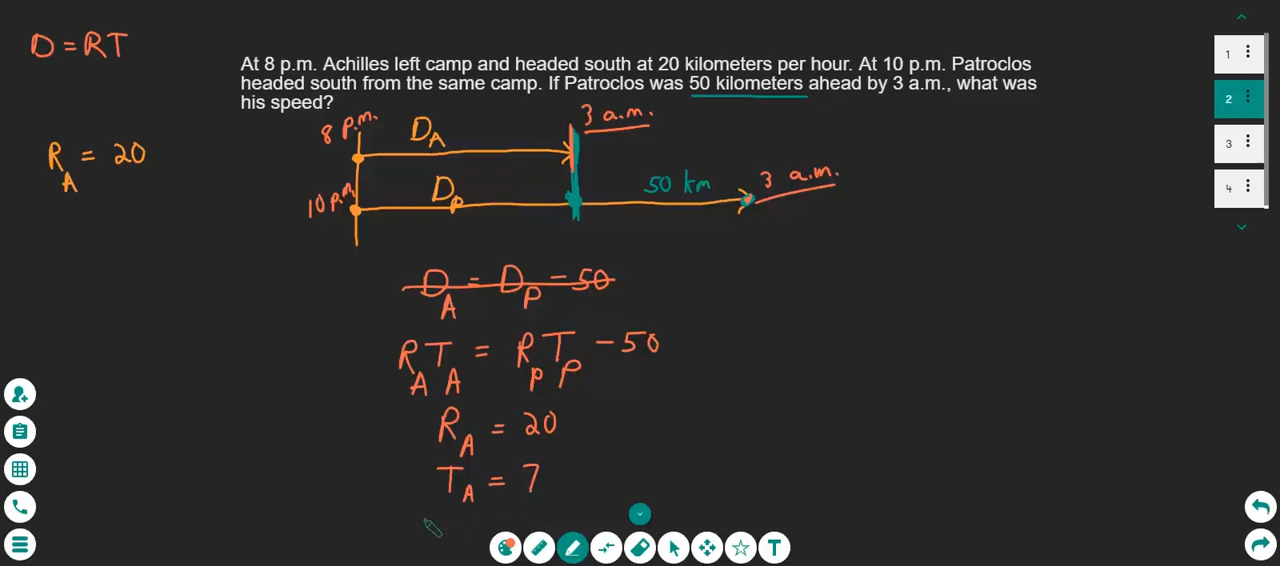 D = RT
At 8 p.m. Achilles left camp and headed south at 20 kilometers per hour. At 10 p.m. Patroclos
headed south from the same camp. If Patroclos was 50 kilometers ahead by 3 a.m., what was
his speed?
8 p.m. D_A 3 a.m.
R_A = 20
10 p.m. D_P 50 km 3 a.m.
D_A = D_P - 50
R_A T_A = R_P T_P - 50
R_A = 20
T_A = 7
1
2
3
4
T